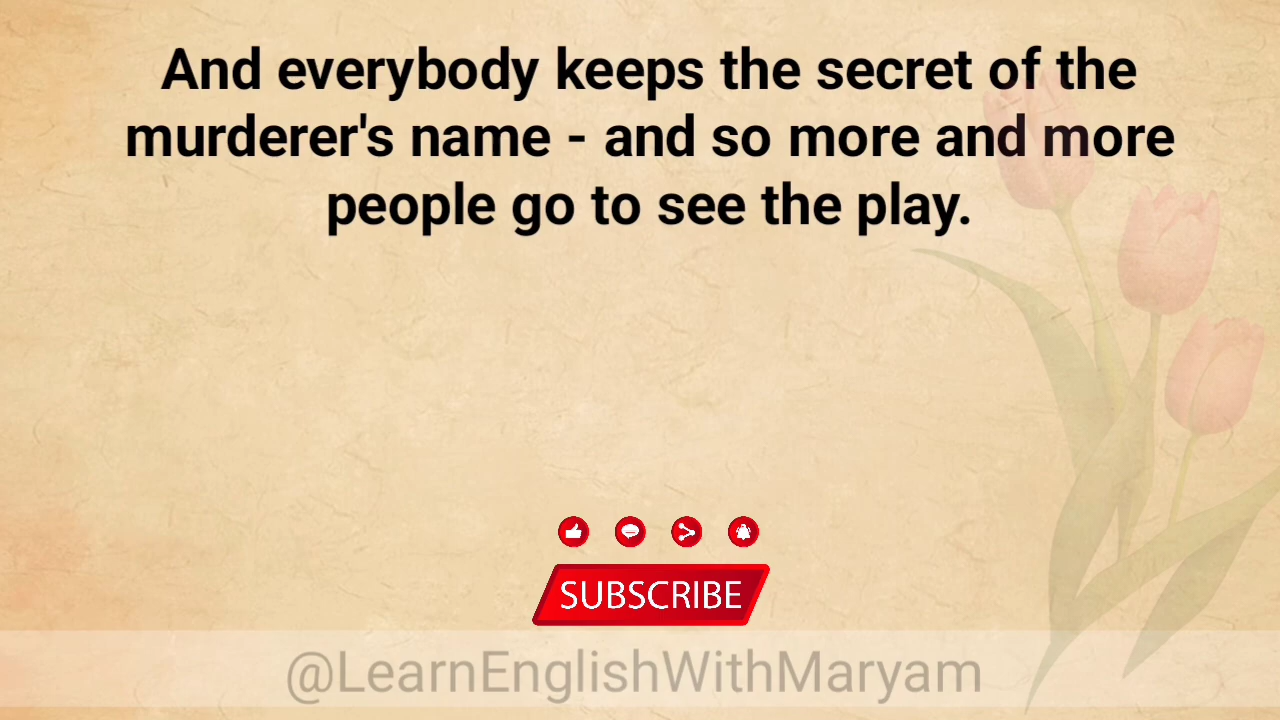 And everybody keeps the secret of the
murderer's name - and so more and more
people go to see the play.
SUBSCRIBE
@LearnEnglishWithMaryam